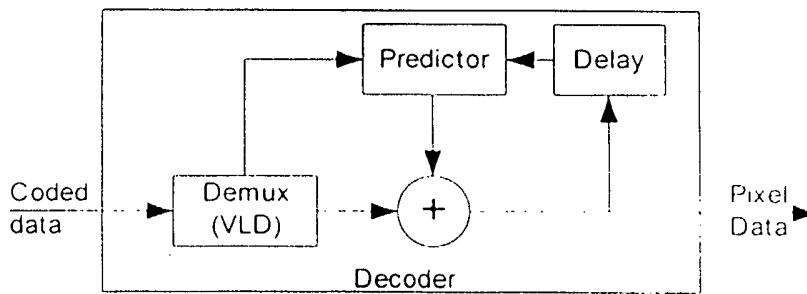 Predictor
Delay
Coded
data
Demux
(VLD)
+
Pixel
Data
Decoder